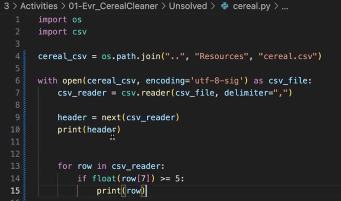 3 > Activities > 01-Evr_CerealCleaner > Unsolved > cereal.py > ...
1 import os
2 import csv
3
4 cereal_csv = os.path.join("..", "Resources", "cereal.csv")
5
6 with open(cereal_csv, encoding='utf-8-sig') as csv_file:
7 csv_reader = csv.reader(csv_file, delimiter=",")
8
9 header = next(csv_reader)
10 print(header)
11
12
13 for row in csv_reader:
14 if float(row[7]) >= 5:
15 print(row)